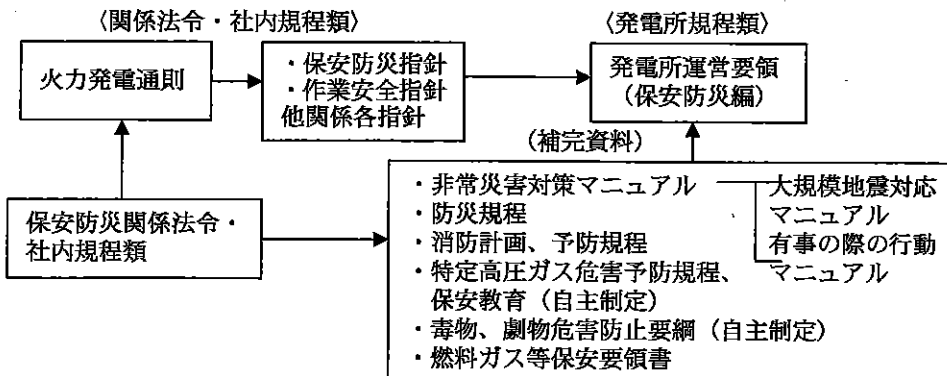 〈関係法令・社内規程類〉
〈発電所規程類〉
火力発電通則
・保安防災指針
・作業安全指針
他関係各指針
発電所運営要領
(保安防災編)
(補完資料)
保安防災関係法令・
社内規程類
・非常災害対策マニュアル
・防災規程
・消防計画、予防規程
・特定高圧ガス危害予防規程、
保安教育(自主制定)
・毒物、劇物危害防止要綱(自主制定)
・燃料ガス等保安要領書
大規模地震対応
マニュアル
有事の際の行動
マニュアル